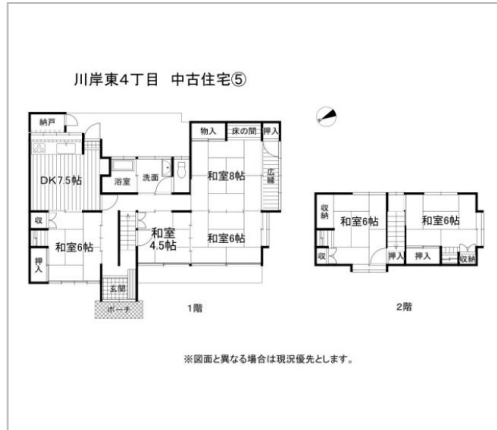 川岸東4丁目 中古住宅⑤
納戸
物入
床の間
押入
DK7.5帖
浴室
洗面
和室8帖
広縁
収
和室6帖
和室
4.5帖
和室6帖
押入
玄関
ポーチ
1階
収納
和室6帖
和室6帖
収
押入
押入
収納
2階
※図面と異なる場合は現況優先とします。